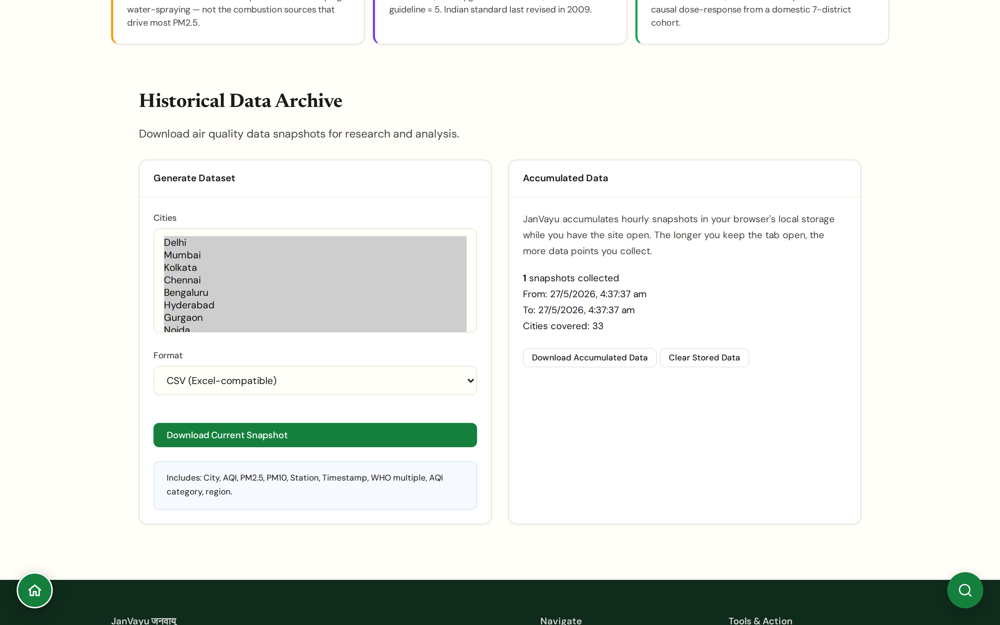 water-spraying — not the combustion sources that
drive most PM2.5.
guideline = 5. Indian standard last revised in 2009.
causal dose-response from a domestic 7-district
cohort.
Historical Data Archive
Download air quality data snapshots for research and analysis.
Generate Dataset
Cities
Delhi
Mumbai
Kolkata
Chennai
Bengaluru
Hyderabad
Gurgaon
Noida
Format
CSV (Excel-compatible)
Download Current Snapshot
Includes: City, AQI, PM2.5, PM10, Station, Timestamp, WHO multiple, AQI
category, region.
Accumulated Data
JanVayu accumulates hourly snapshots in your browser's local storage
while you have the site open. The longer you keep the tab open, the
more data points you collect.
1 snapshots collected
From: 27/5/2026, 4:37:37 am
To: 27/5/2026, 4:37:37 am
Cities covered: 33
Download Accumulated Data
Clear Stored Data
JanVayu जनवायु
Navigate
Tools & Action